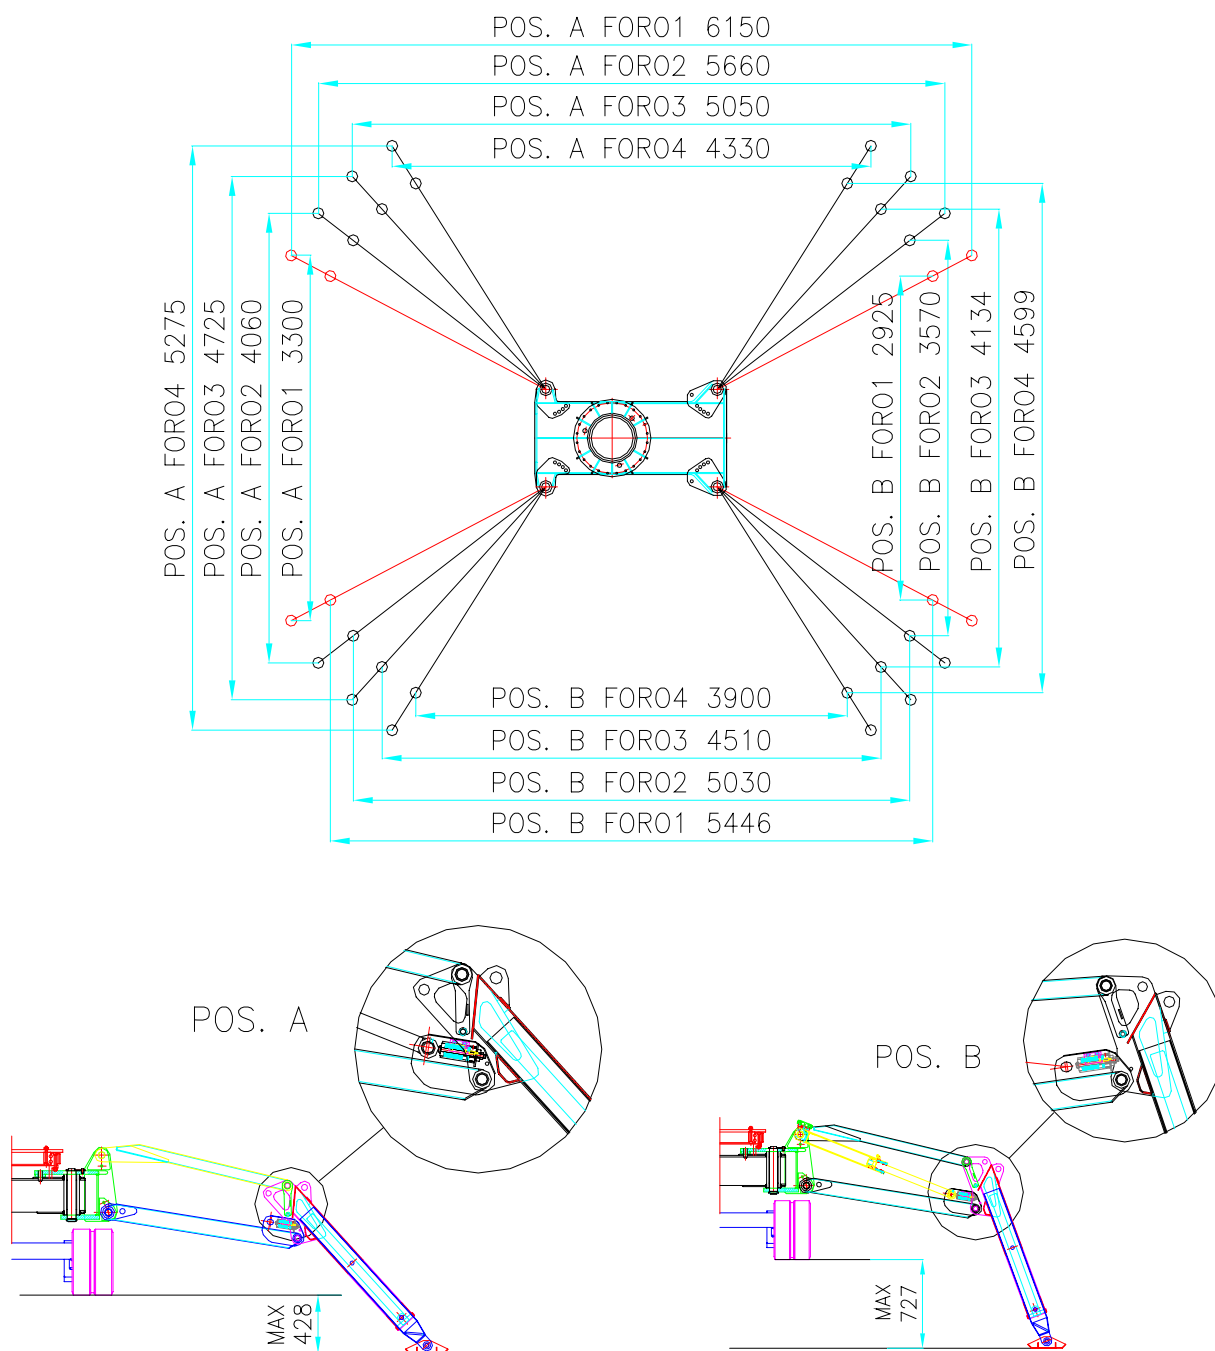 POS. A FORO1 6150
POS. A FORO2 5660
POS. A FORO3 5050
POS. A FORO4 4330
POS. A FORO4 5275
POS. A FORO3 4725
POS. A FORO2 4060
POS. A FORO1 3300
POS. B FORO1 2925
POS. B FORO2 3570
POS. B FORO3 4134
POS. B FORO4 4599
POS. B FORO4 3900
POS. B FORO3 4510
POS. B FORO2 5030
POS. B FORO1 5446
POS. A
POS. B
MAX
428
MAX
727